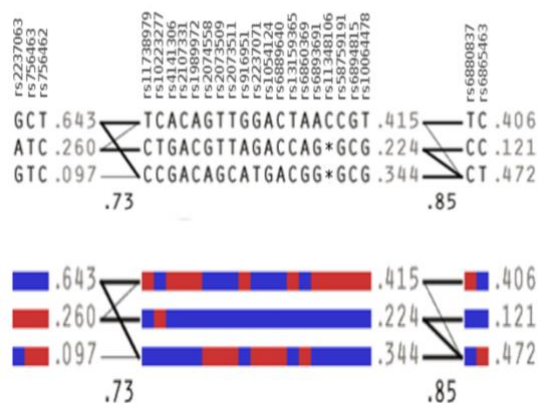 rs2237063
rs756463
rs756462
rs11738979
rs10223277
rs4141306
rs2107331
rs1989972
rs2074558
rs2073509
rs2073511
rs916951
rs2237071
rs1054124
rs6889640
rs13159365
rs6860369
rs6893691
rs11348106
rs58759191
rs6894815
rs10064478
rs6880837
rs6865463
GCT .643 TCACAGTTGGACTAACCGT .415 TC .406
ATC .260 CTGACGTTAGACCAG*GCG .224 CC .121
GTC .097 CCGACAGCATGACGG*GCG .344 CT .472
.73 .85
.643 .415 .406
.260 .224 .121
.097 .344 .472
.73 .85